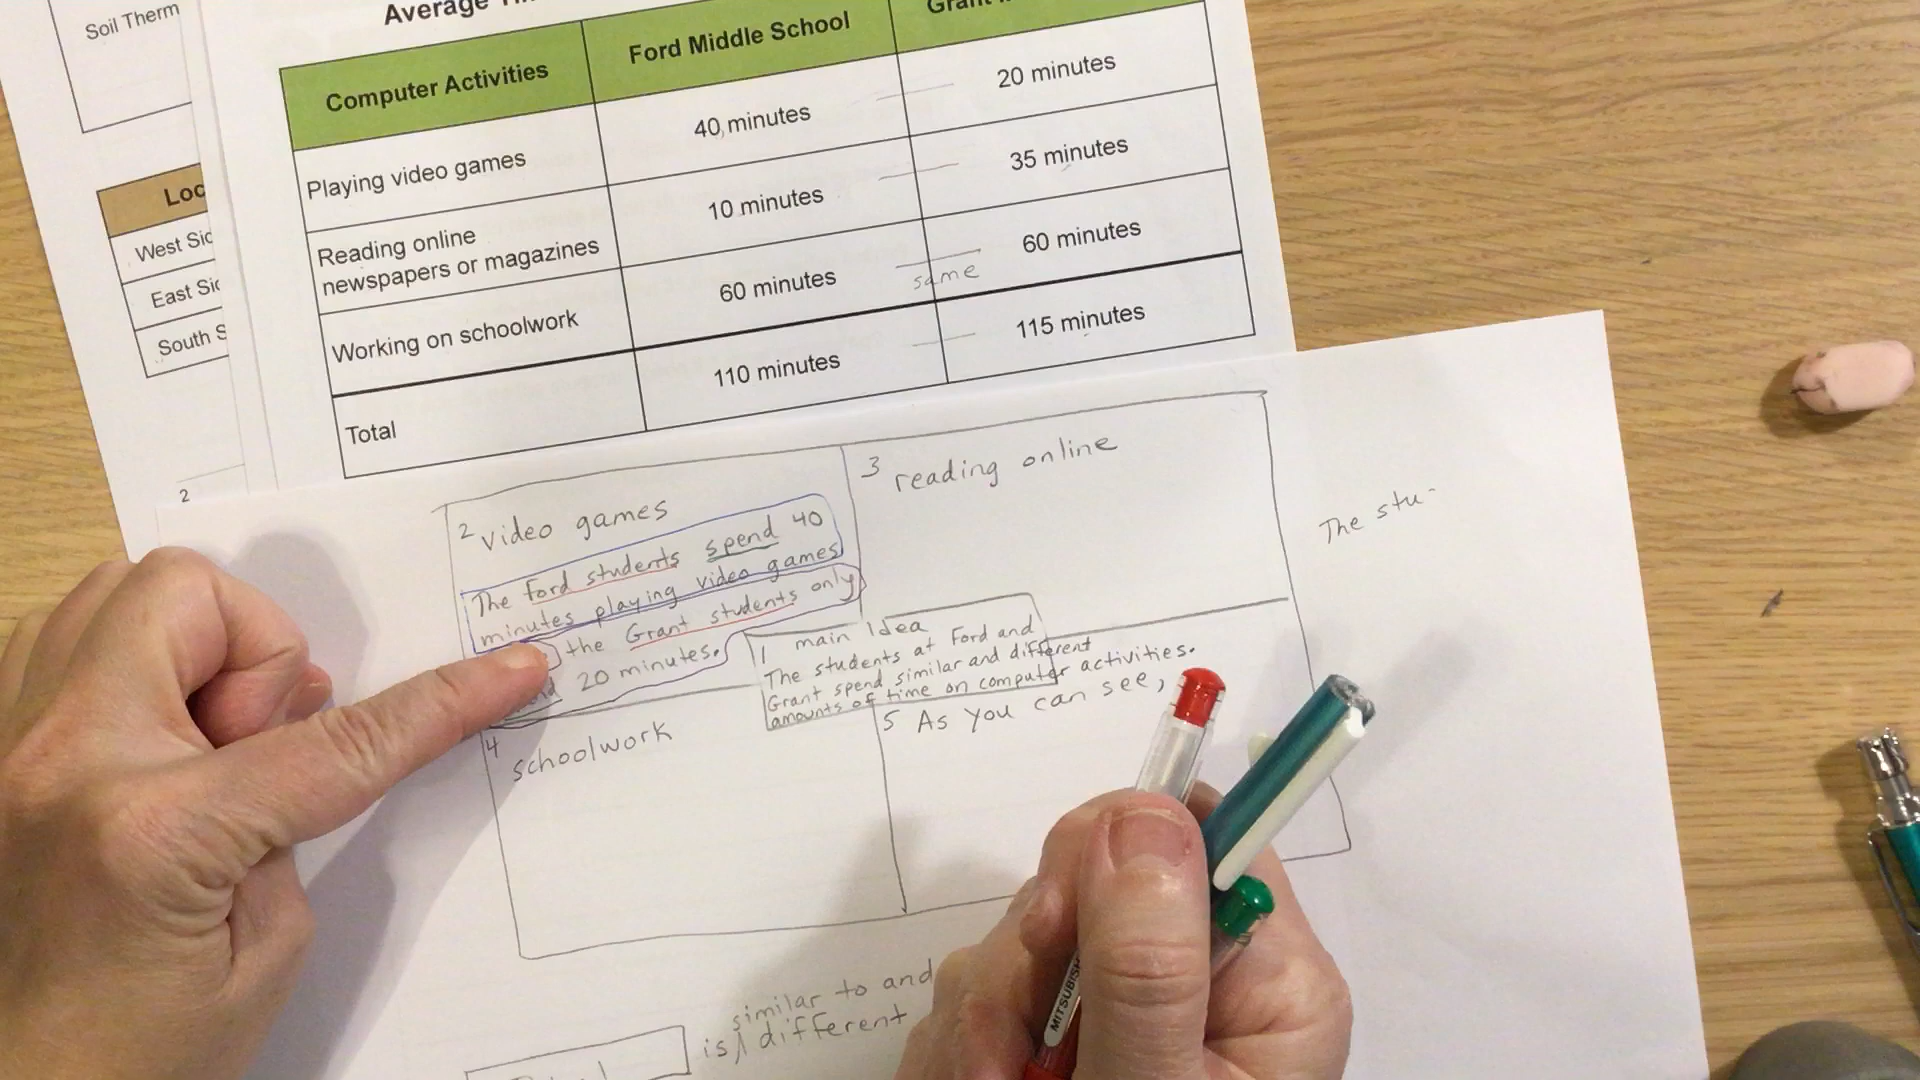 Soil Therm
Average
Computer Activities Ford Middle School Grant
Playing video games 40 minutes 20 minutes
Reading online
newspapers or magazines 10 minutes 35 minutes
Working on schoolwork 60 minutes same 60 minutes
Total 110 minutes 115 minutes
Loc
West Sid
East Sid
South S
2
2 video games
The Ford students spend 40
minutes playing video games
the Grant students only
20 minutes.
3 reading online
The stu-
1 main Idea
The students at Ford and
Grant spend similar and different
amounts of time on computer activities.
4 schoolwork
5 As you can see,
similar to and
is different
MITSUBISH